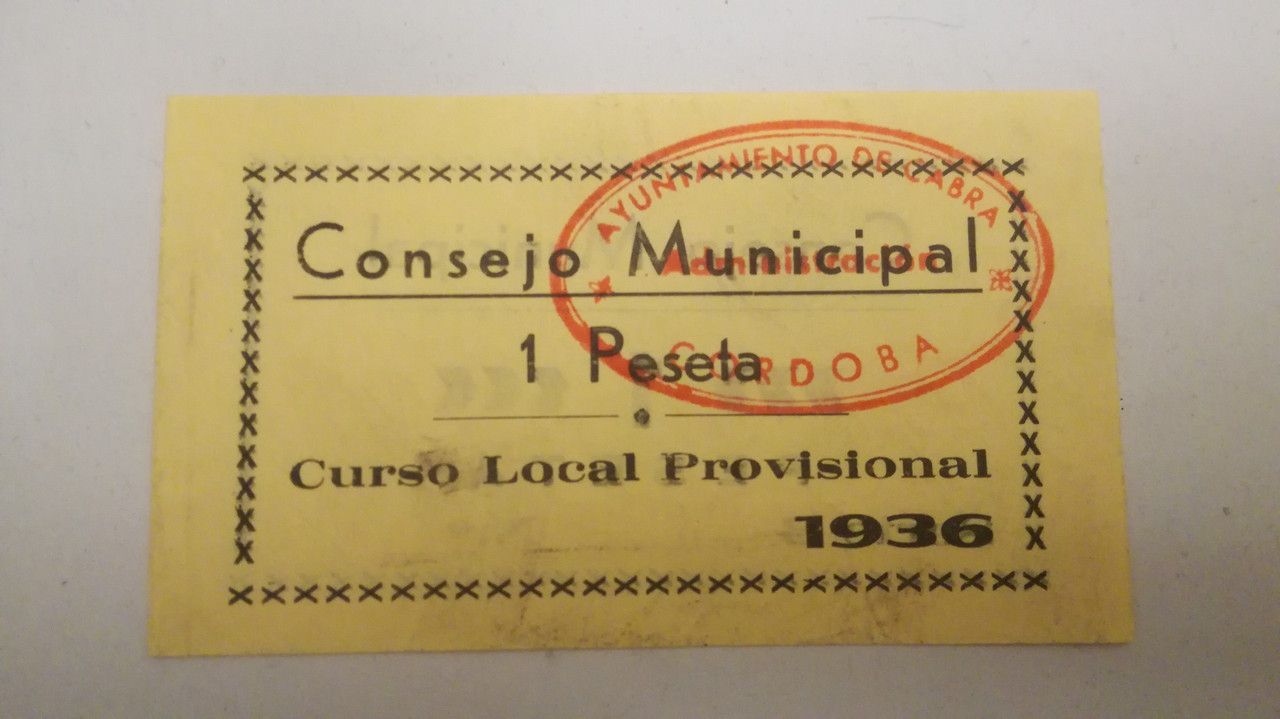 AYUNTAMIENTO DE CABRA
Consejo Municipal
Administración
1 Peseta
CORDOBA
Curso Local Provisional
1936